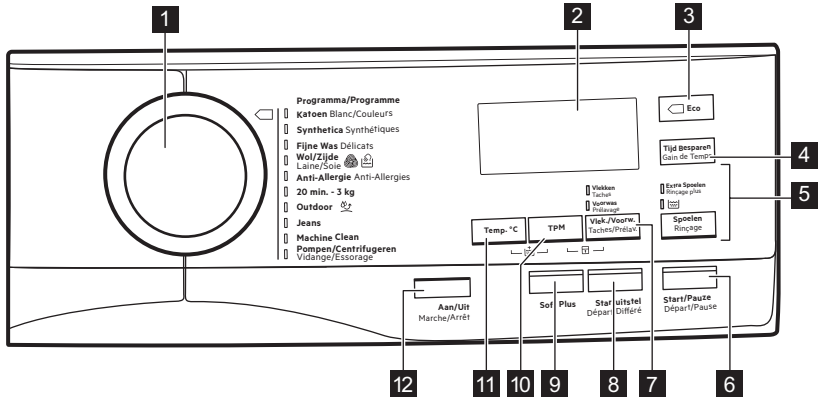 1
2
3
Programma/Programme
Katoen Blanc/Couleurs
Synthetica Synthétiques
Fijne Was Délicats
Wol/Zijde
Laine/Soie
Anti-Allergie Anti-Allergies
20 min. - 3 kg
Outdoor
Jeans
Machine Clean
Pompen/Centrifugeren
Vidange/Essorage
Eco
Tijd Besparen
Gain de Temps
4
5
Vlekken
Taches
Voorwas
Prélavage
Extra Spoelen
Rinçage plus
Temp. °C
TPM
Vlek./Voorw.
Taches/Prélav.
Spoelen
Rinçage
Aan/Uit
Marche/Arrêt
Soft Plus
Startuitstel
Départ Différé
Start/Pauze
Départ/Pause
12
11
10
9
8
7
6